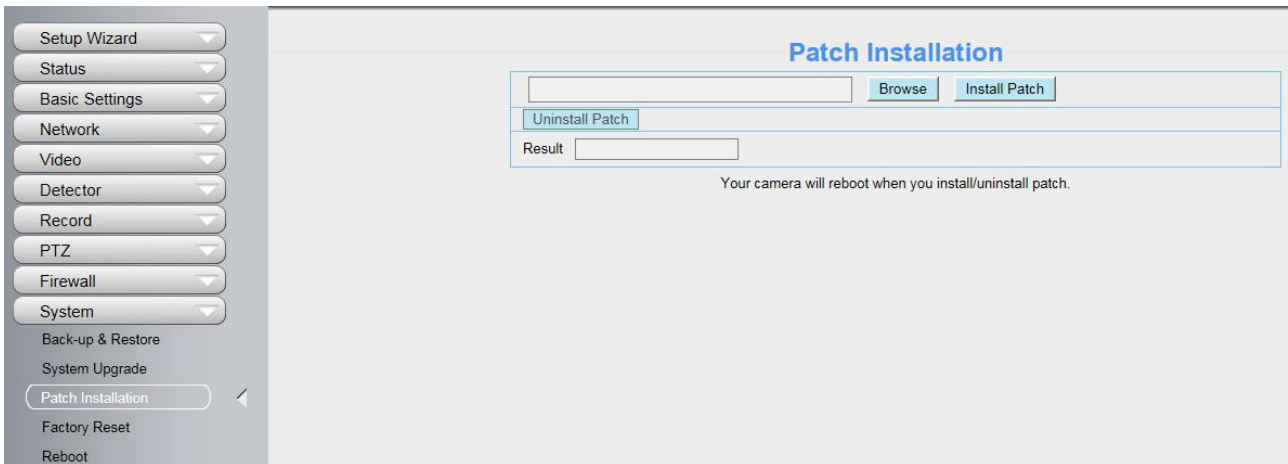 Setup Wizard
Status
Basic Settings
Network
Video
Detector
Record
PTZ
Firewall
System
Back-up & Restore
System Upgrade
Patch Installation
Factory Reset
Reboot
Patch Installation
Browse Install Patch
Uninstall Patch
Result
Your camera will reboot when you install/uninstall patch.